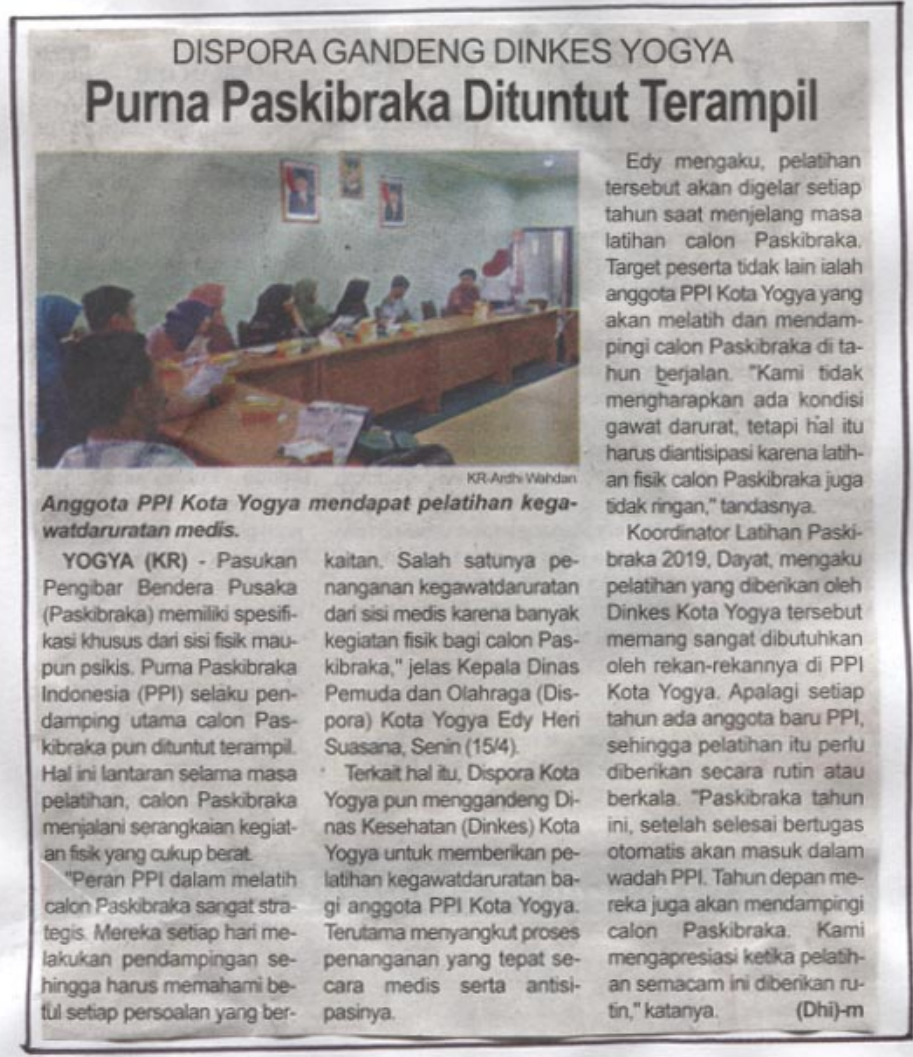 DISPORA GANDENG DINKES YOGYA
Purna Paskibraka Dituntut Terampil
KR-Ardhi Wahdan
Anggota PPI Kota Yogya mendapat pelatihan kega-
watdaruratan medis.
YOGYA (KR) - Pasukan
Pengibar Bendera Pusaka
(Paskibraka) memiliki spesifi-
kasi khusus dari sisi fisik mau-
pun psikis. Purna Paskibraka
Indonesia (PPI) selaku pen-
damping utama calon Pas-
kibraka pun dituntut terampil.
Hal ini lantaran selama masa
pelatihan, calon Paskibraka
menjalani serangkaian kegiat-
an fisik yang cukup berat.
"Peran PPI dalam melatih
calon Paskibraka sangat stra-
tegis. Mereka setiap hari me-
lakukan pendampingan se-
hingga harus memahami be-
tul setiap persoalan yang ber-
kaitan. Salah satunya pe-
nanganan kegawatdaruratan
dari sisi medis karena banyak
kegiatan fisik bagi calon Pas-
kibraka," jelas Kepala Dinas
Pemuda dan Olahraga (Dis-
pora) Kota Yogya Edy Heri
Suasana, Senin (15/4).
Terkait hal itu, Dispora Kota
Yogya pun menggandeng Di-
nas Kesehatan (Dinkes) Kota
Yogya untuk memberikan pe-
latihan kegawatdaruratan ba-
gi anggota PPI Kota Yogya.
Terutama menyangkut proses
penanganan yang tepat se-
cara medis serta antisi-
pasinya.
Edy mengaku, pelatihan
tersebut akan digelar setiap
tahun saat menjelang masa
latihan calon Paskibraka.
Target peserta tidak lain ialah
anggota PPI Kota Yogya yang
akan melatih dan mendam-
pingi calon Paskibraka di ta-
hun berjalan. "Kami tidak
mengharapkan ada kondisi
gawat darurat, tetapi hal itu
harus diantisipasi karena latih-
an fisik calon Paskibraka juga
tidak ringan," tandasnya.
Koordinator Latihan Paski-
braka 2019, Dayat, mengaku
pelatihan yang diberikan oleh
Dinkes Kota Yogya tersebut
memang sangat dibutuhkan
oleh rekan-rekannya di PPI
Kota Yogya. Apalagi setiap
tahun ada anggota baru PPI,
sehingga pelatihan itu perlu
diberikan secara rutin atau
berkala. "Paskibraka tahun
ini, setelah selesai bertugas
otomatis akan masuk dalam
wadah PPI. Tahun depan me-
reka juga akan mendampingi
calon Paskibraka. Kami
mengapresiasi ketika pelatih-
an semacam ini diberikan ru-
tin," katanya. (Dhi)-m